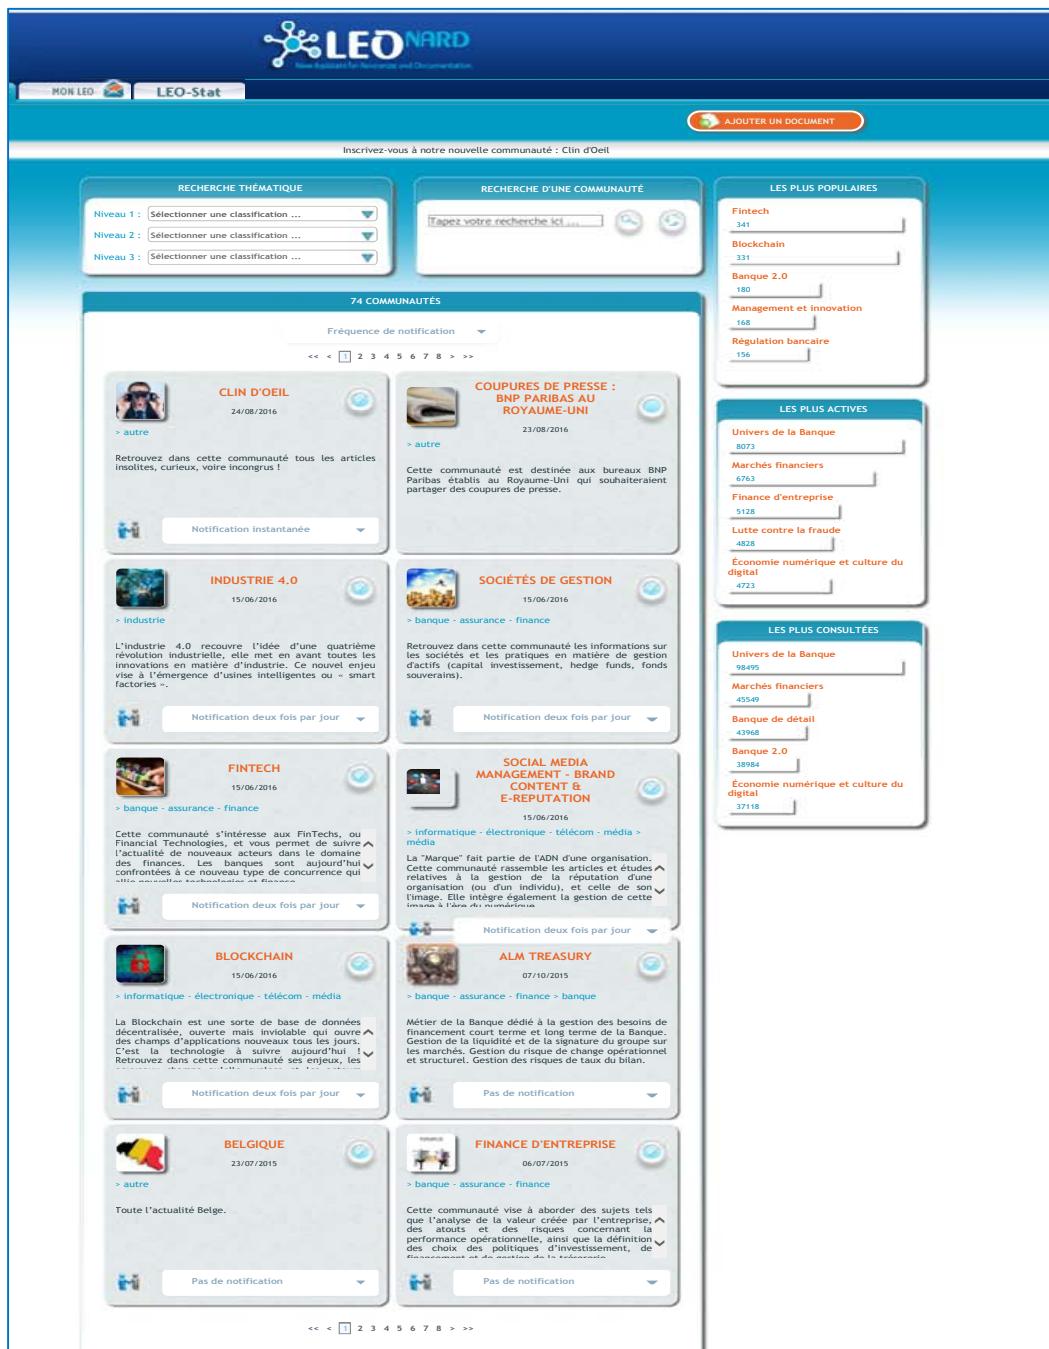 LEONARD
New Assistant for Resources and Documentation
MON LEO
LEO-Stat
AJOUTER UN DOCUMENT
Inscrivez-vous à notre nouvelle communauté : Clin d'Oeil
RECHERCHE THÉMATIQUE
Niveau 1 : Sélectionner une classification ...
Niveau 2 : Sélectionner une classification ...
Niveau 3 : Sélectionner une classification ...
RECHERCHE D'UNE COMMUNAUTÉ
Tapez votre recherche ici ...
74 COMMUNAUTÉS
Fréquence de notification
<< < 1 2 3 4 5 6 7 8 > >>
CLIN D'OEIL
24/08/2016
> autre
Retrouvez dans cette communauté tous les articles
insolites, curieux, voire incongrus !
Notification instantanée
COUPURES DE PRESSE :
BNP PARIBAS AU
ROYAUME-UNI
23/08/2016
> autre
Cette communauté est destinée aux bureaux BNP
Paribas établis au Royaume-Uni qui souhaiteraient
partager des coupures de presse.
INDUSTRIE 4.0
15/06/2016
> industrie
L'industrie 4.0 recouvre l'idée d'une quatrième
révolution industrielle, elle met en avant toutes les
innovations en matière d'industrie. Ce nouvel enjeu
vise à l'émergence d'usines intelligentes ou « smart
factories ».
Notification deux fois par jour
SOCIÉTÉS DE GESTION
15/06/2016
> banque - assurance - finance
Retrouvez dans cette communauté les informations sur
les sociétés et les pratiques en matière de gestion
d'actifs (capital investissement, hedge funds, fonds
souverains).
Notification deux fois par jour
FINTECH
15/06/2016
> banque - assurance - finance
Cette communauté s'intéresse aux FinTechs, ou
Financial Technologies, et vous permet de suivre
l'actualité de nouveaux acteurs dans le domaine
des finances. Les banques sont aujourd'hui
confrontées à ce nouveau type de concurrence qui
allie nouvelles technologies et finance.
Notification deux fois par jour
SOCIAL MEDIA
MANAGEMENT - BRAND
CONTENT &
E-REPUTATION
15/06/2016
> informatique - électronique - télécom - média >
média
La "Marque" fait partie de l'ADN d'une organisation.
Cette communauté rassemble les articles et études
relatives à la gestion de la réputation d'une
organisation (ou d'un individu), et celle de son
l'image. Elle intègre également la gestion de cette
image à l'ère du numérique.
Notification deux fois par jour
BLOCKCHAIN
15/06/2016
> informatique - électronique - télécom - média
La Blockchain est une sorte de base de données
décentralisée, ouverte mais inviolable qui ouvre
des champs d'applications nouveaux tous les jours.
C'est la technologie à suivre aujourd'hui !
Retrouvez dans cette communauté ses enjeux, les
Notification deux fois par jour
ALM TREASURY
07/10/2015
> banque - assurance - finance > banque
Métier de la Banque dédié à la gestion des besoins de
financement court terme et long terme de la Banque.
Gestion de la liquidité et de la signature du groupe sur
les marchés. Gestion du risque de change opérationnel
et structurel. Gestion des risques de taux du bilan.
Pas de notification
BELGIQUE
23/07/2015
> autre
Toute l'actualité Belge.
Pas de notification
FINANCE D'ENTREPRISE
06/07/2015
> banque - assurance - finance
Cette communauté vise à aborder des sujets tels
que l'analyse de la valeur créée par l'entreprise,
des atouts et des risques concernant la
performance opérationnelle, ainsi que la définition
des choix des politiques d'investissement, de
financement et de gestion de la trésorerie
Pas de notification
<< < 1 2 3 4 5 6 7 8 > >>
LES PLUS POPULAIRES
Fintech
341
Blockchain
331
Banque 2.0
180
Management et innovation
168
Régulation bancaire
156
LES PLUS ACTIVES
Univers de la Banque
8073
Marchés financiers
6763
Finance d'entreprise
5128
Lutte contre la fraude
4828
Économie numérique et culture du
digital
4723
LES PLUS CONSULTÉES
Univers de la Banque
98495
Marchés financiers
45549
Banque de détail
43968
Banque 2.0
38984
Économie numérique et culture du
digital
37118